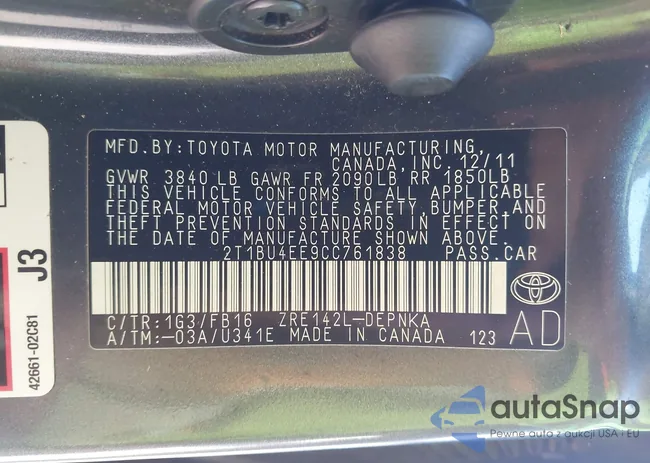 MFD.BY:TOYOTA MOTOR MANUFACTURING,
CANADA,INC. 12/11
GVWR 3840 LB GAWR FR 2090LB RR 1850LB
THIS VEHICLE CONFORMS TO ALL APPLICABLE
FEDERAL MOTOR VEHICLE SAFETY, BUMPER,AND
THEFT PREVENTION STANDARDS IN EFFECT ON
THE DATE OF MANUFACTURE SHOWN ABOVE.
2T1BU4EE9CC761838 PASS.CAR
C/TR:1G3/FB16 ZRE142L-DEPNKA
A/TM:-03A/U341E MADE IN CANADA 123
AD
J3
42661-02C81
autoSnap
Pewne auta z aukcji USA i EU